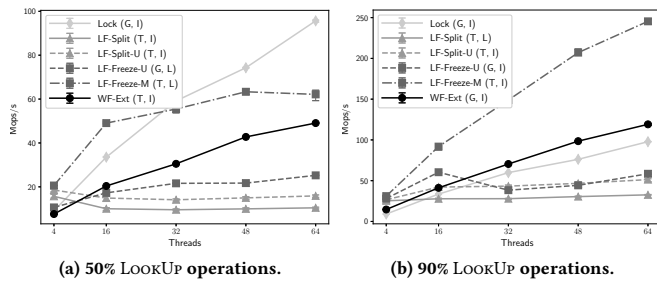 100
80
60
40
20
Mops/s
Lock (G, I)
LF-Split (T, I)
LF-Split-U (T, I)
LF-Freeze-U (G, L)
LF-Freeze-M (T, L)
WF-Ext (T, I)
4 16 32 48 64
Threads
(a) 50% LOOKUP operations.
250
200
150
100
50
0
Mops/s
Lock (G, I)
LF-Split (T, L)
LF-Split-U (T, I)
LF-Freeze-U (G, I)
LF-Freeze-M (T, I)
WF-Ext (G, I)
4 16 32 48 64
Threads
(b) 90% LOOKUP operations.